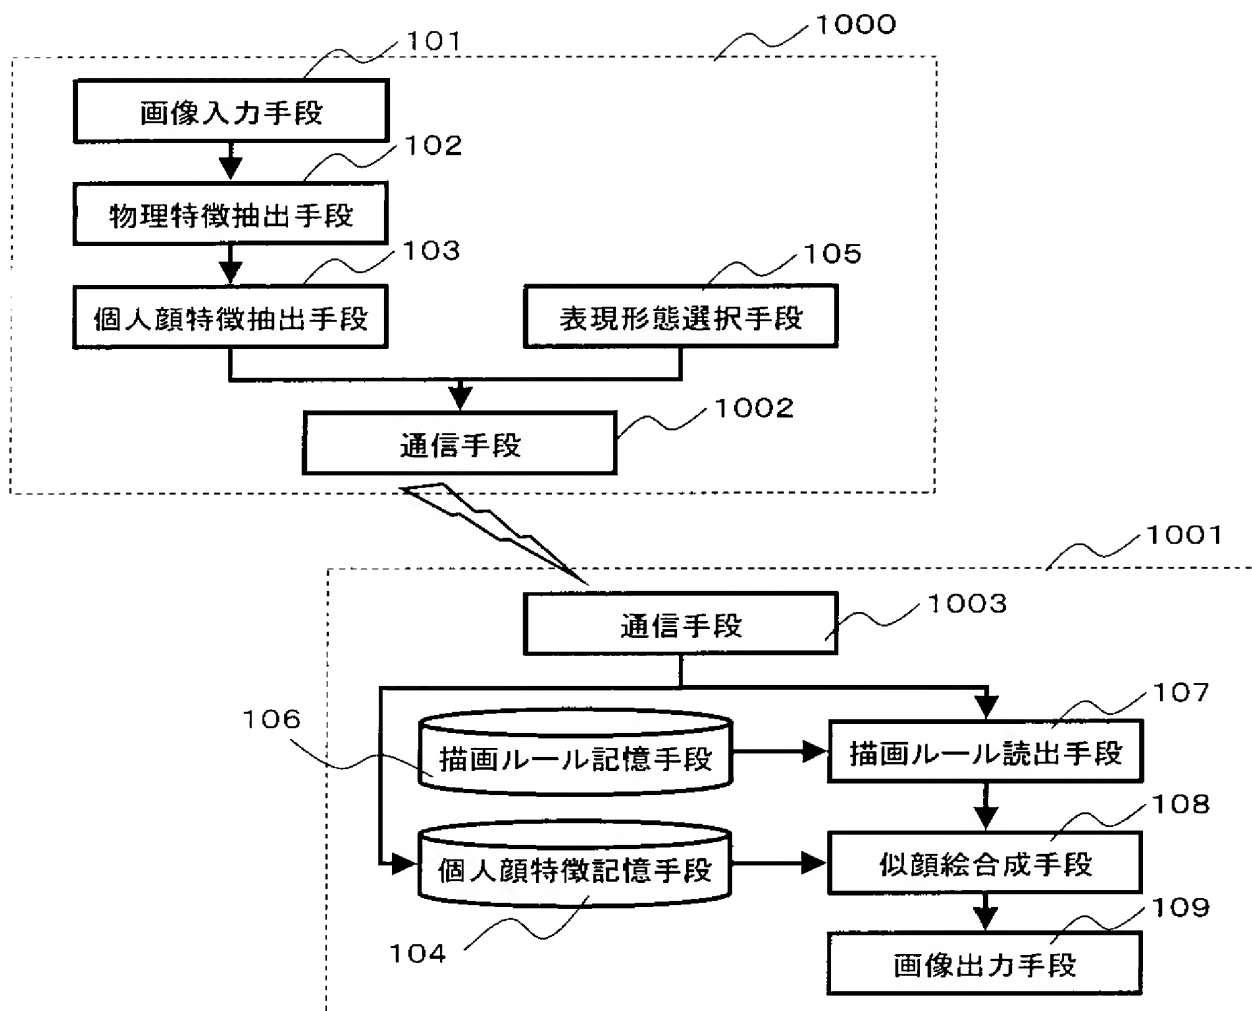 1000
101
画像入力手段
102
物理特徴抽出手段
103
個人顔特徴抽出手段
105
表現形態選択手段
1002
通信手段
1001
1003
通信手段
107
106
描画ルール記憶手段
描画ルール読出手段
108
個人顔特徴記憶手段
似顔絵合成手段
104
109
画像出力手段